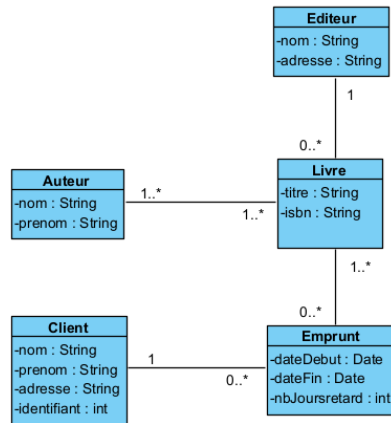 Editeur
-nom : String
-adresse : String
1
0..*
Auteur
-nom : String
-prenom : String
1..*
1..*
Livre
-titre : String
-isbn : String
1..*
0..*
Client
-nom : String
-prenom : String
-adresse : String
-identifiant : int
1
0..*
Emprunt
-dateDebut : Date
-dateFin : Date
-nbJoursretard : int